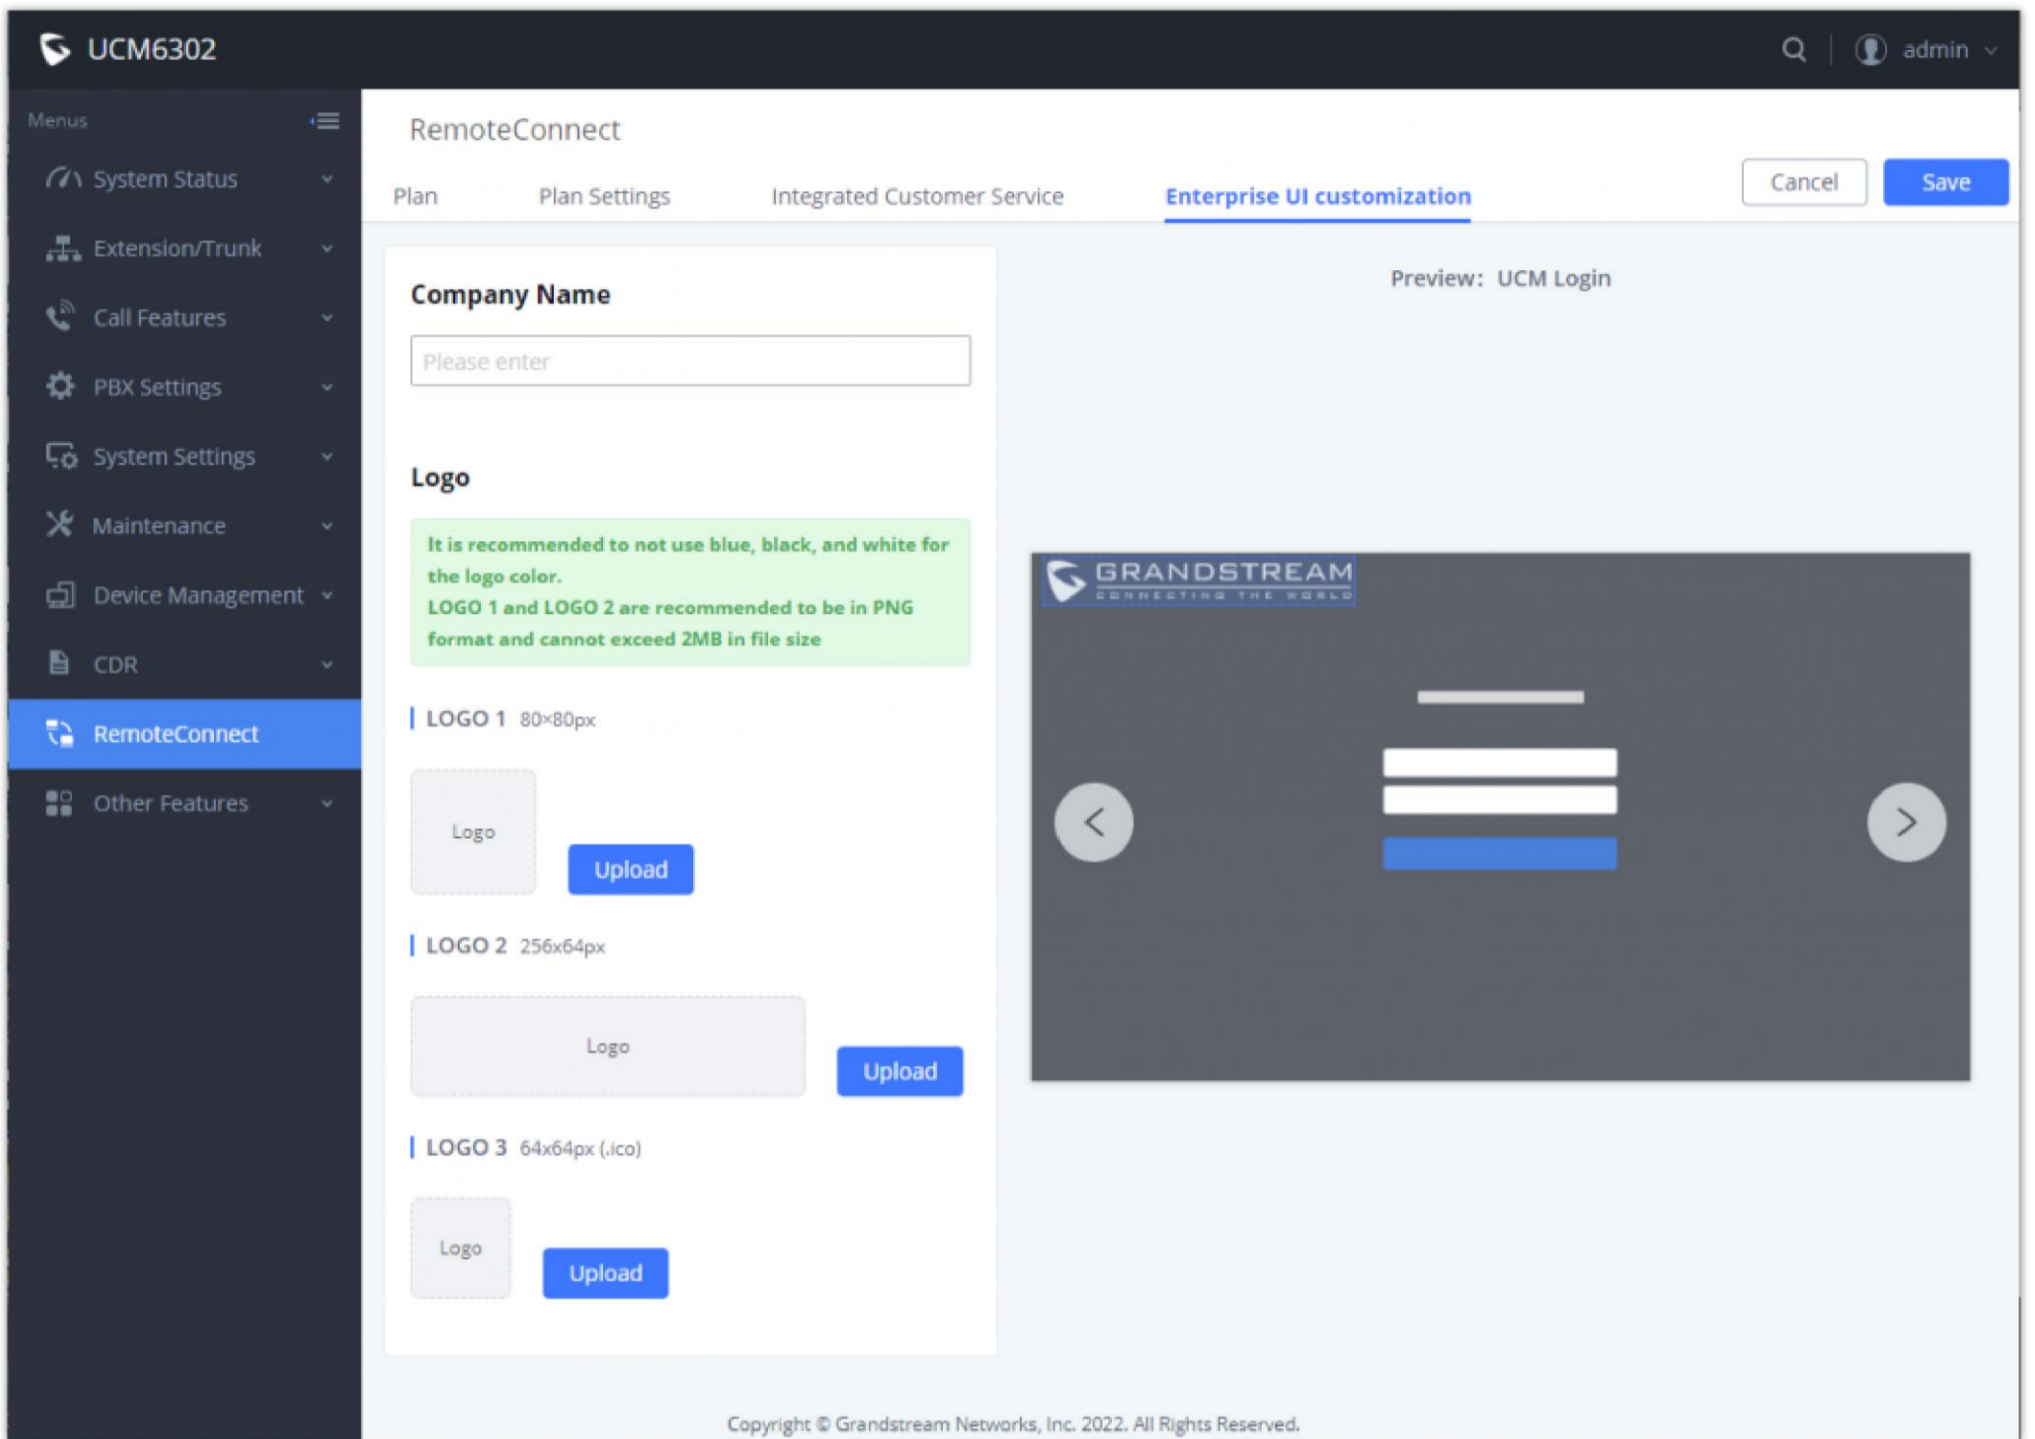 UCM6302
admin
Menus
System Status
Extension/Trunk
Call Features
PBX Settings
System Settings
Maintenance
Device Management
CDR
RemoteConnect
Other Features
RemoteConnect
Plan
Plan Settings
Integrated Customer Service
Enterprise UI customization
Cancel
Save
Company Name
Please enter
Logo
It is recommended to not use blue, black, and white for
the logo color.
LOGO 1 and LOGO 2 are recommended to be in PNG
format and cannot exceed 2MB in file size
LOGO 1 80×80px
Logo
Upload
LOGO 2 256x64px
Logo
Upload
LOGO 3 64x64px (.ico)
Logo
Upload
Preview: UCM Login
GRANDSTREAM
CONNECTING THE WORLD
Copyright © Grandstream Networks, Inc. 2022. All Rights Reserved.